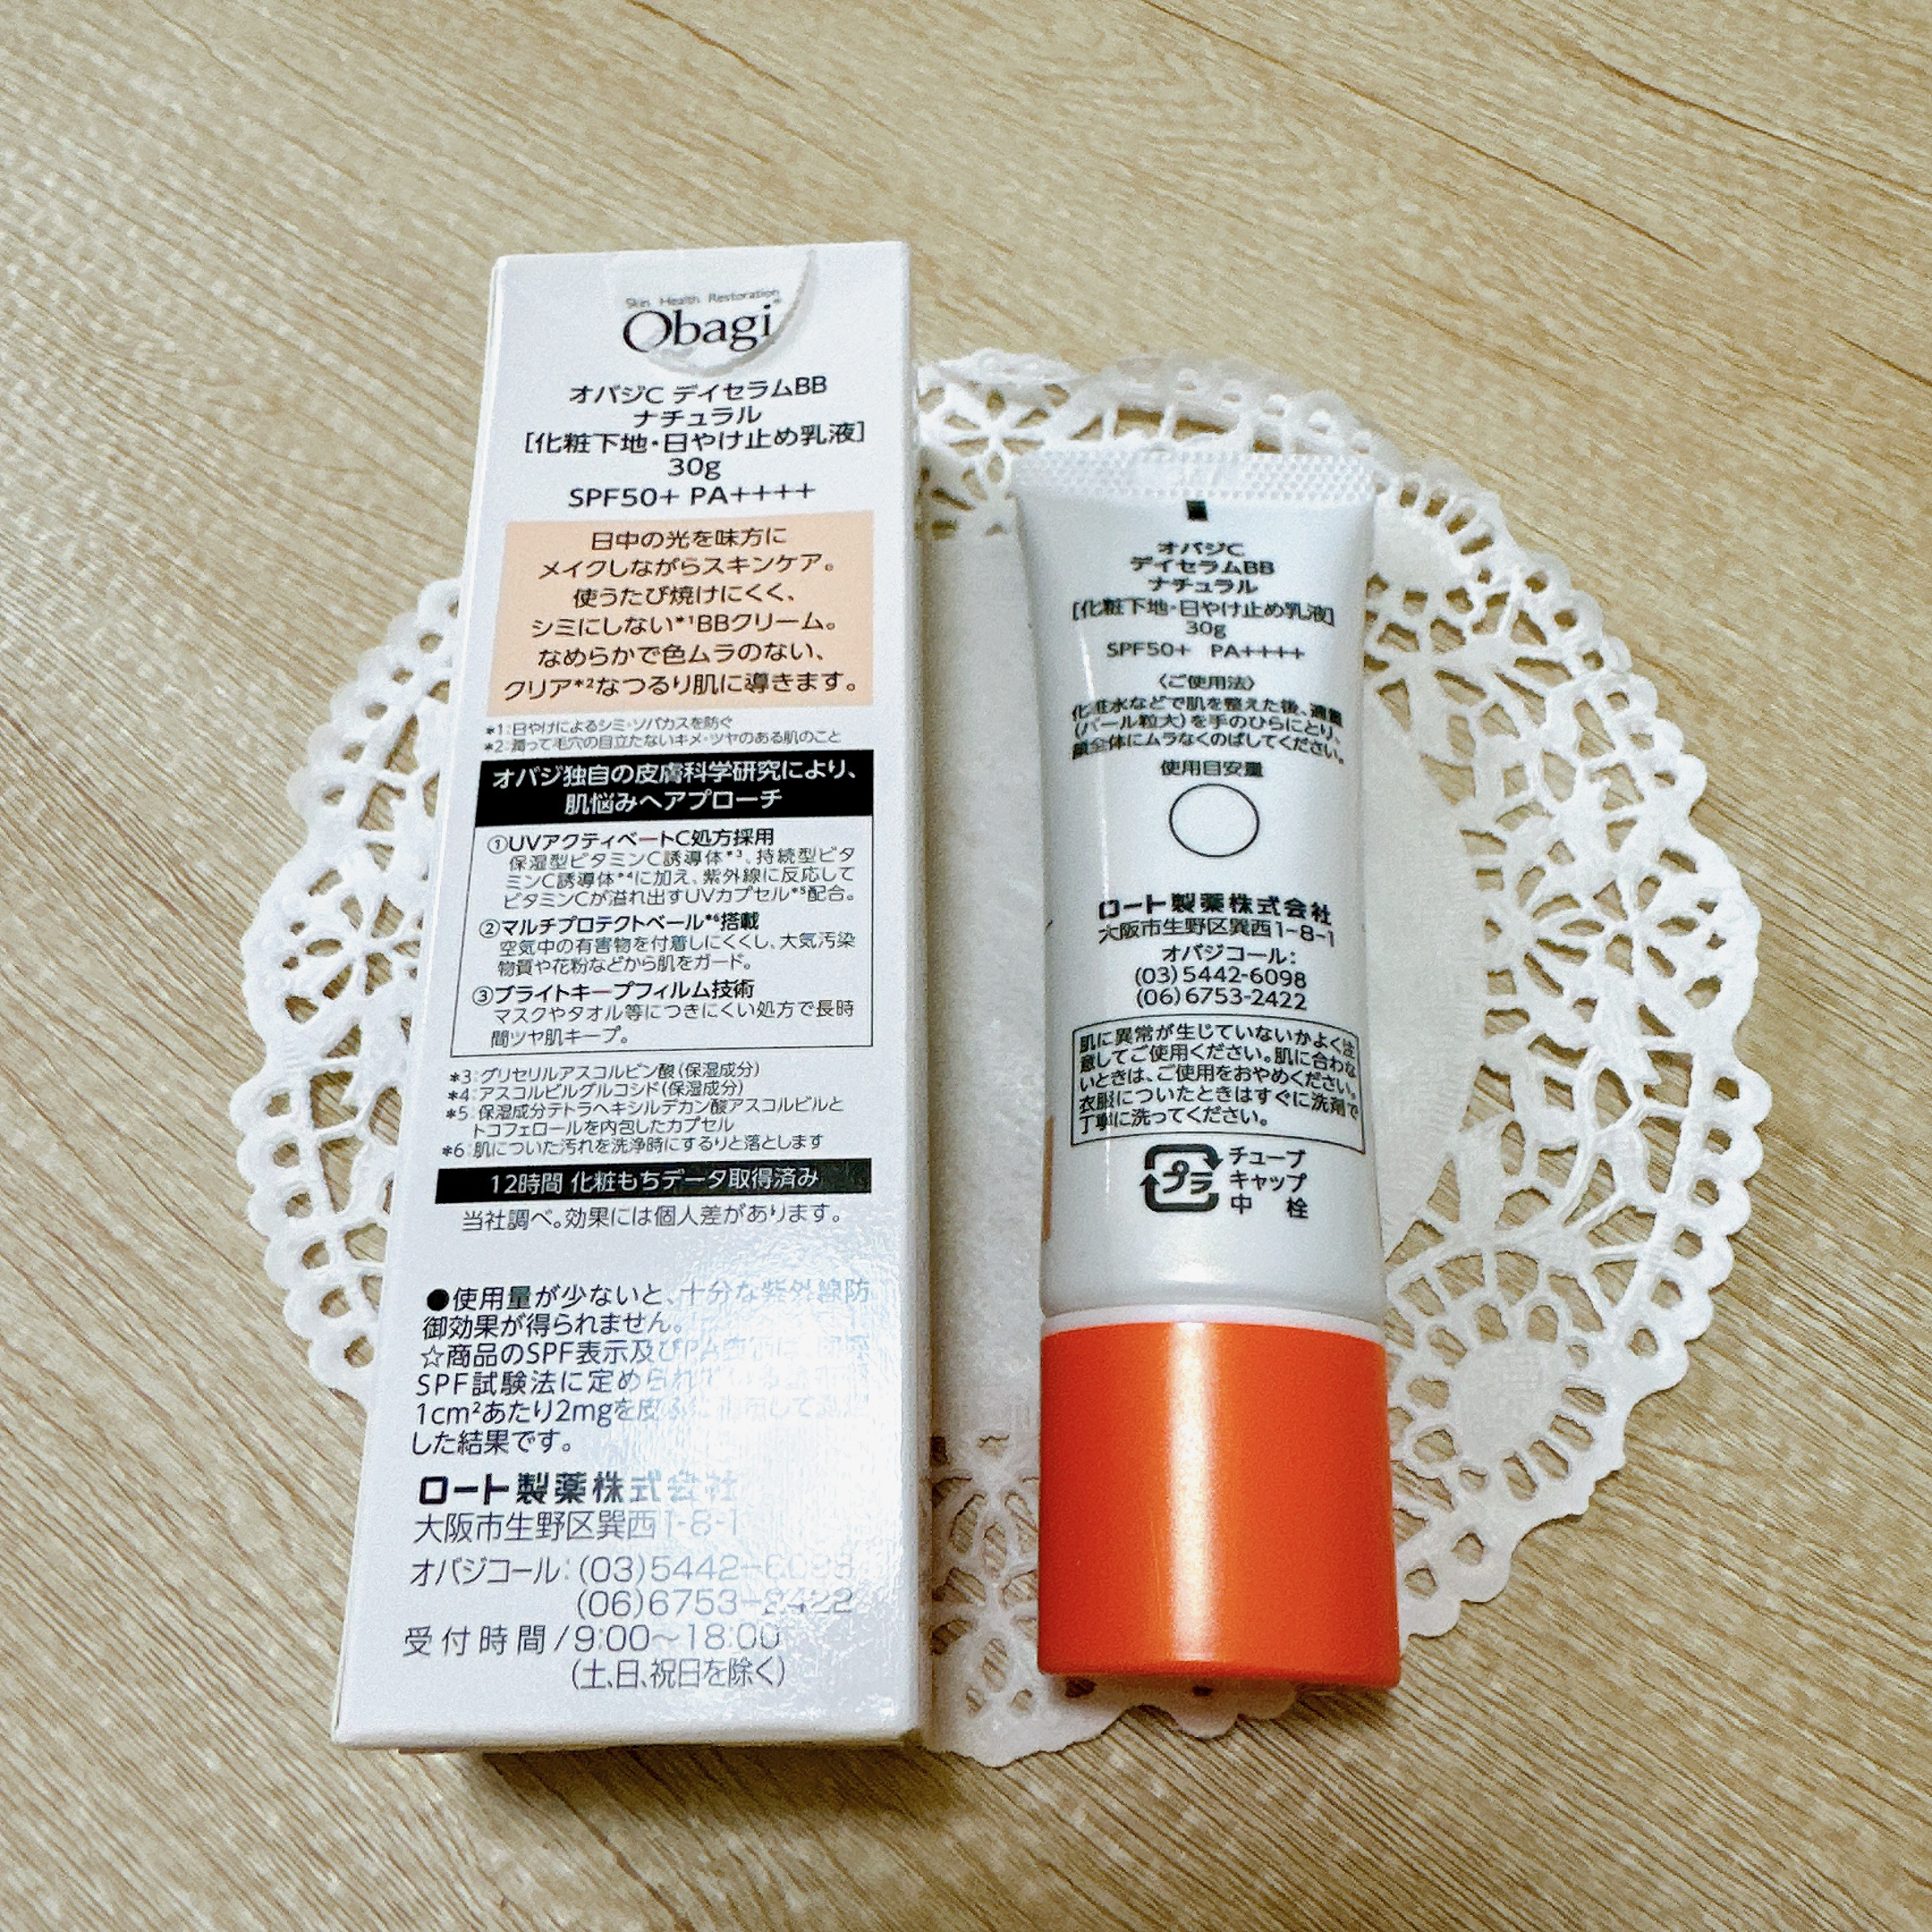 Skin Health Restoration
Obagi®
オバジC デイセラムBB
ナチュラル
[化粧下地・日やけ止め乳液]
30g
SPF50+ PA++++
日中の光を味方に
メイクしながらスキンケア。
使うたび焼けにくく、
シミにしない*1BBクリーム。
なめらかで色ムラのない、
クリア*2なつるり肌に導きます。
*1:日やけによるシミ・ソバカスを防ぐ
*2:潤って毛穴の目立たないキメ・ツヤのある肌のこと
オバジ独自の皮膚科学研究により、
肌悩みへアプローチ
①UVアクティベートC処方採用
保湿型ビタミンC誘導体*3、持続型ビタ
ミンC誘導体*4に加え、紫外線に反応して
ビタミンCが溢れ出すUVカプセル*5配合。
②マルチプロテクトベール*6搭載
空気中の有害物を付着しにくくし、大気汚染
物質や花粉などから肌をガード。
③ブライトキープフィルム技術
マスクやタオル等につきにくい処方で長時
間ツヤ肌キープ。
*3:グリセリルアスコルビン酸(保湿成分)
*4:アスコルビルグルコシド(保湿成分)
*5:保湿成分テトラヘキシルデカン酸アスコルビルと
トコフェロールを内包したカプセル
*6:肌についた汚れを洗浄時にするりと落とします
12時間 化粧もちデータ取得済み
当社調べ。効果には個人差があります。
●使用量が少ないと、十分な紫外線防
御効果が得られません。
☆商品のSPF表示及びPA
SPF試験法に定められ
1cm²あたり2mgを皮ふに
した結果です。
ロート製薬株式会社
大阪市生野区巽西1-8-1
オバジコール:(03)5442-6098
(06)6753-2422
受付時間/9:00~18:00
(土、日、祝日を除く)
オバジC
デイセラムBB
ナチュラル
[化粧下地・日やけ止め乳液]
30g
SPF50+ PA++++
〈ご使用法〉
化粧水などで肌を整えた後、適量
(パール粒大)を手のひらにとり、
顔全体にムラなくのばしてください。
使用目安量
ロート製薬株式会社
大阪市生野区巽西1-8-1
オバジコール:
(03)5442-6098
(06)6753-2422
肌に異常が生じていないかよく注
意してご使用ください。肌に合わな
いときは、ご使用をおやめください。
衣服についたときはすぐに洗剤で
丁寧に洗ってください。
プラ
チューブ
キャップ
中 栓